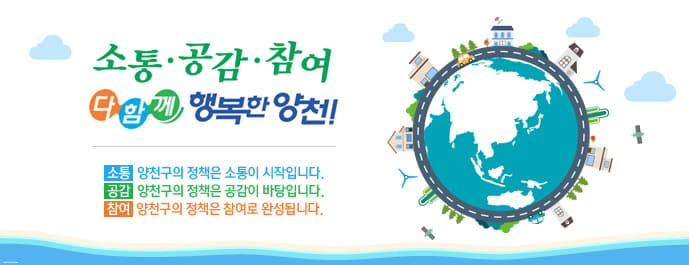 소통·공감·참여
다함께 행복한 양천!
소통 양천구의 정책은 소통이 시작입니다.
공감 양천구의 정책은 공감이 바탕입니다.
참여 양천구의 정책은 참여로 완성됩니다.